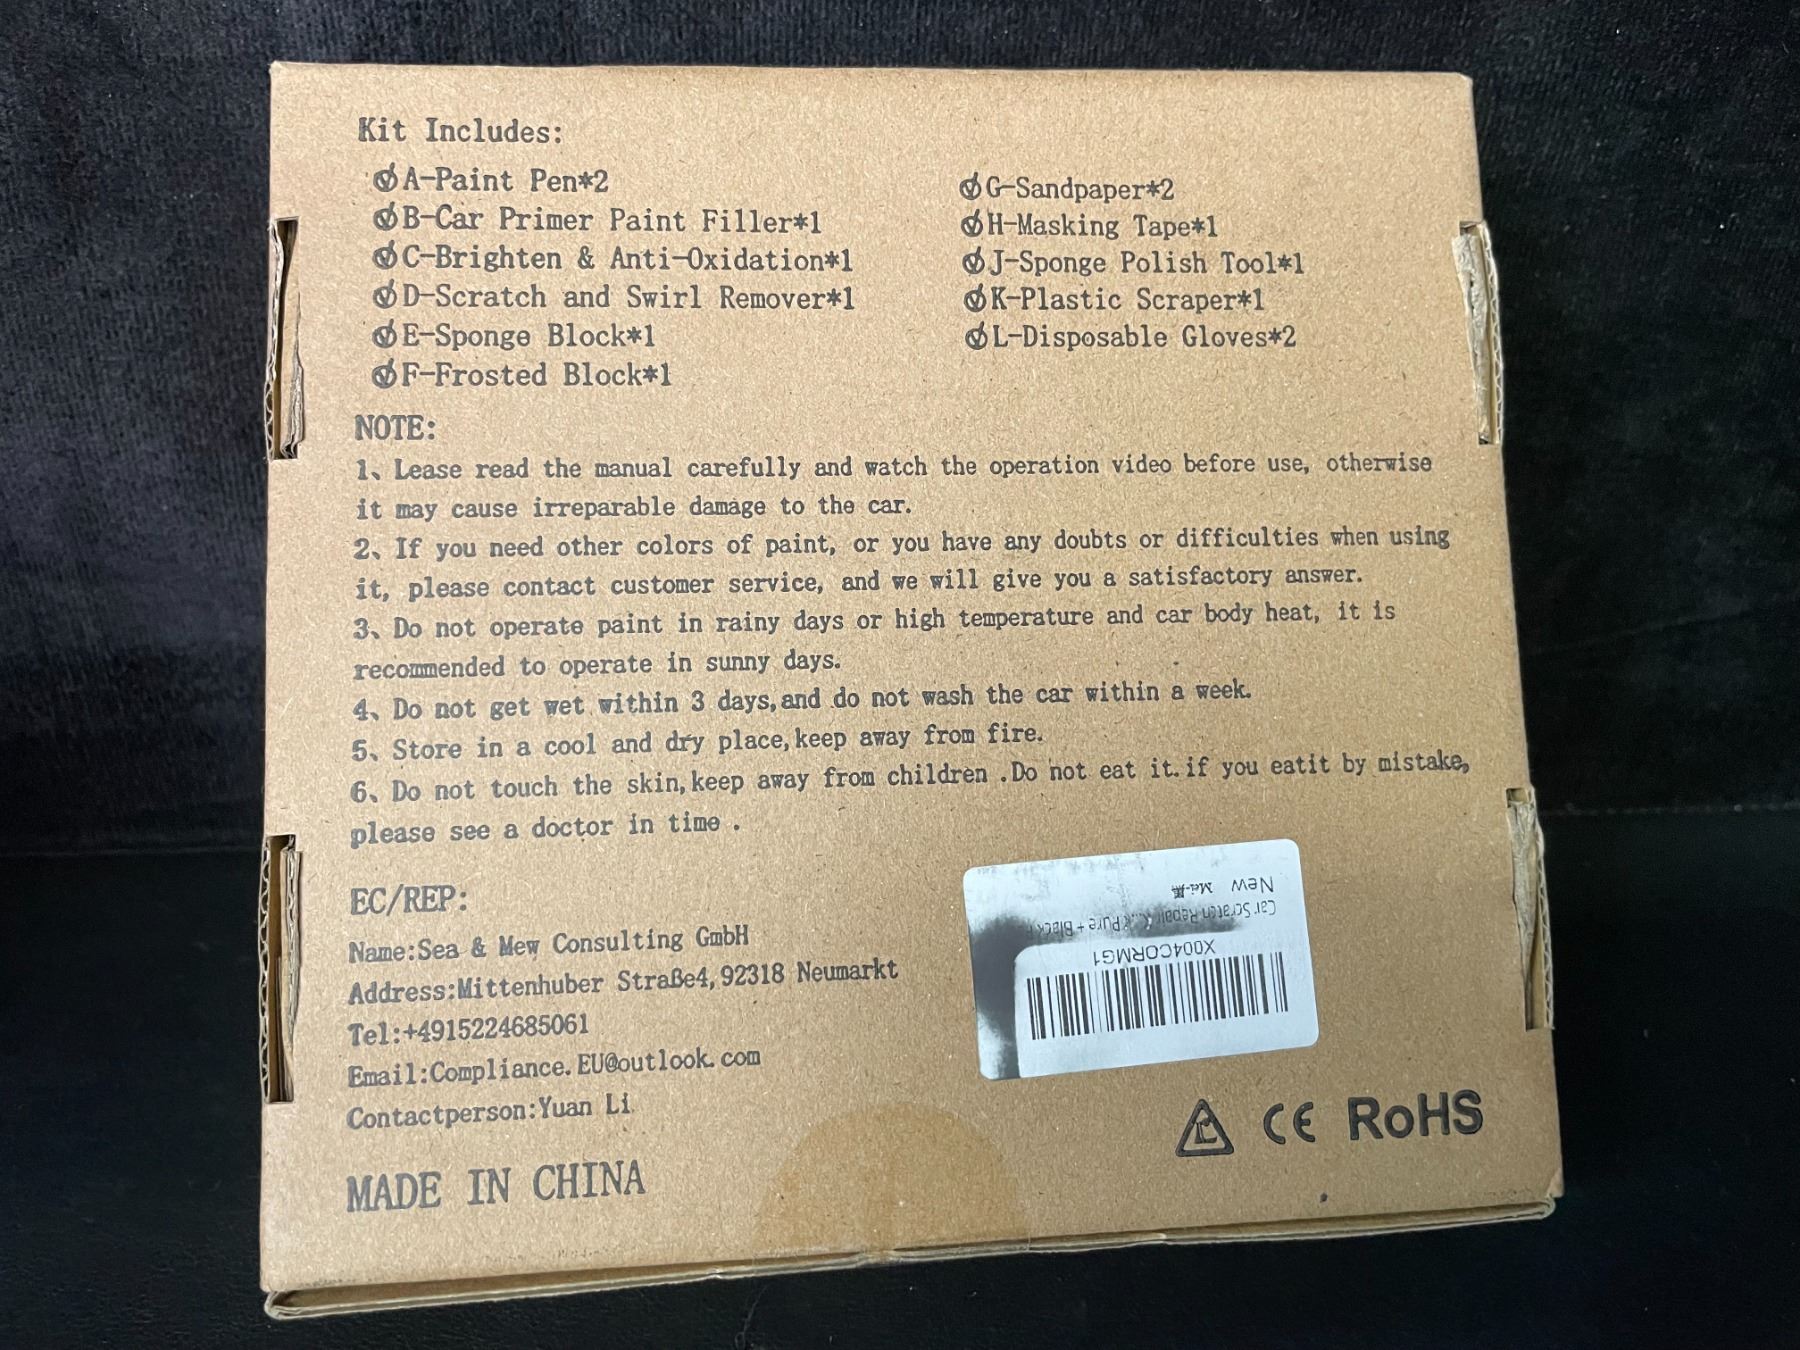 Kit Includes:
A-Paint Pen*2
B-Car Primer Paint Filler*1
C-Brighten & Anti-Oxidation*1
D-Scratch and Swirl Remover*1
E-Sponge Block*1
F-Frosted Block*1
G-Sandpaper*2
H-Masking Tape*1
J-Sponge Polish Tool*1
K-Plastic Scraper*1
L-Disposable Gloves*2
NOTE:
1、Lease read the manual carefully and watch the operation video before use, otherwise
it may cause irreparable damage to the car.
2、If you need other colors of paint, or you have any doubts or difficulties when using
it, please contact customer service, and we will give you a satisfactory answer.
3、Do not operate paint in rainy days or high temperature and car body heat, it is
recommended to operate in sunny days.
4、Do not get wet within 3 days,and do not wash the car within a week.
5、Store in a cool and dry place,keep away from fire.
6、Do not touch the skin,keep away from children .Do not eat it.if you eatit by mistake,
please see a doctor in time .
EC/REP:
Name:Sea & Mew Consulting GmbH
Address:Mittenhuber Straße4,92318 Neumarkt
Tel:+4915224685061
Email:Compliance.EU@outlook.com
Contactperson:Yuan Li
MADE IN CHINA
X004CORMG1
Car Scratch Repair Pure + Black
New Mei-黑
CE RoHS